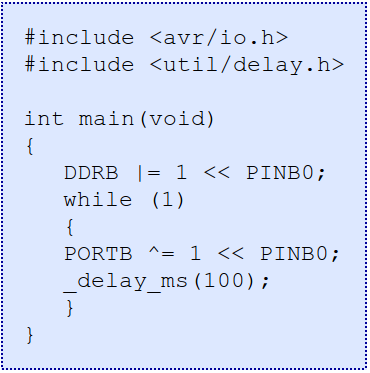 #include <avr/io.h>
#include <util/delay.h>

int main(void)
{
   DDRB |= 1 << PINB0;
   while (1)
   {
   PORTB ^= 1 << PINB0;
   _delay_ms(100);
   }
}